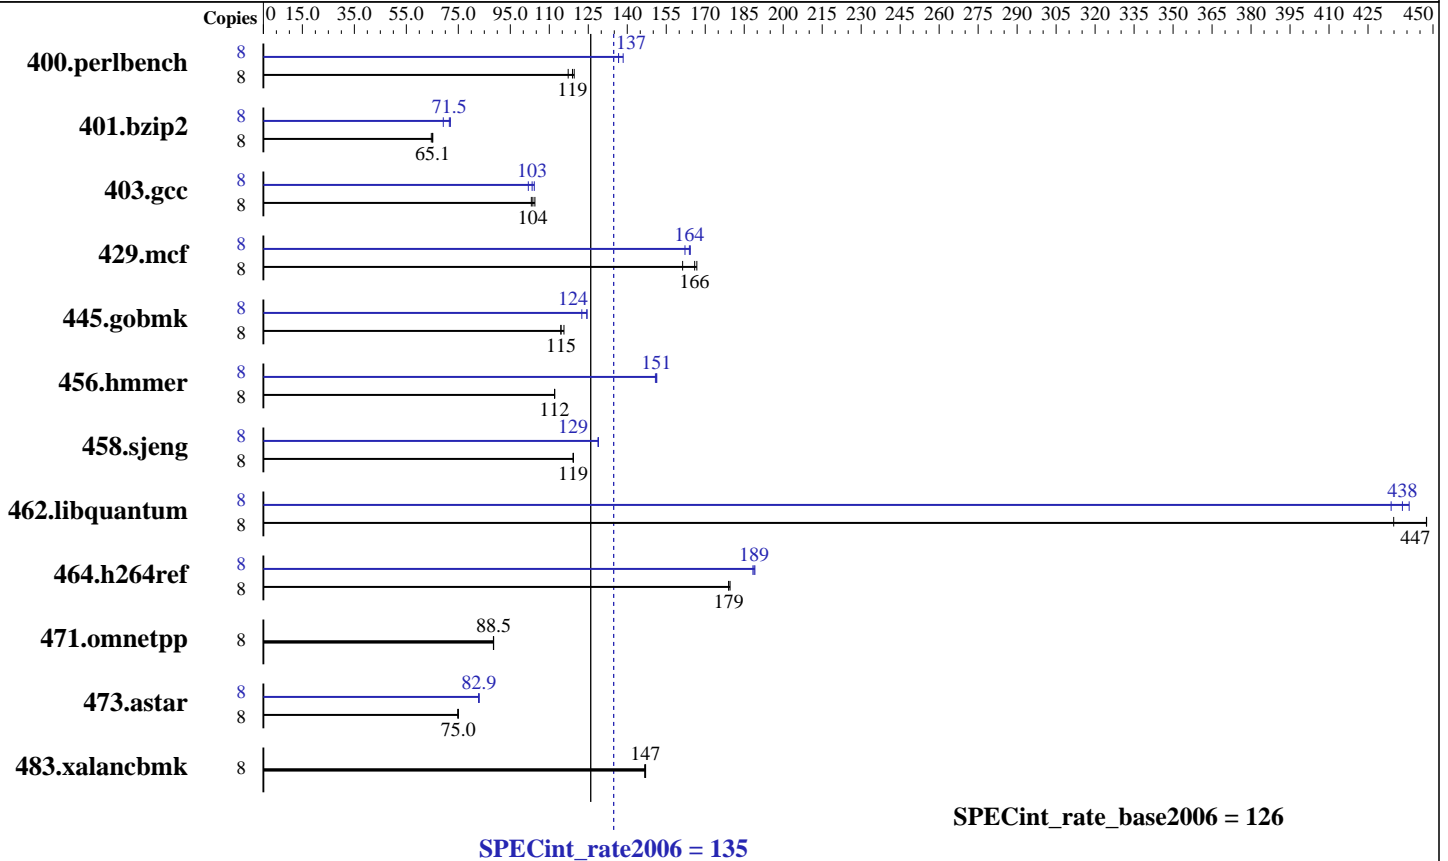 Copies 0 15.0 35.0 55.0 75.0 95.0 110 125 140 155 170 185 200 215 230 245 260 275 290 305 320 335 350 365 380 395 410 425 450
400.perlbench 8 137
8 119
401.bzip2 8 71.5
8 65.1
403.gcc 8 103
8 104
429.mcf 8 164
8 166
445.gobmk 8 124
8 115
456.hmmer 8 151
8 112
458.sjeng 8 129
8 119
462.libquantum 8 438
8 447
464.h264ref 8 189
8 179
471.omnetpp 8 88.5
473.astar 8 82.9
8 75.0
483.xalancbmk 8 147
SPECint_rate_base2006 = 126
SPECint_rate2006 = 135